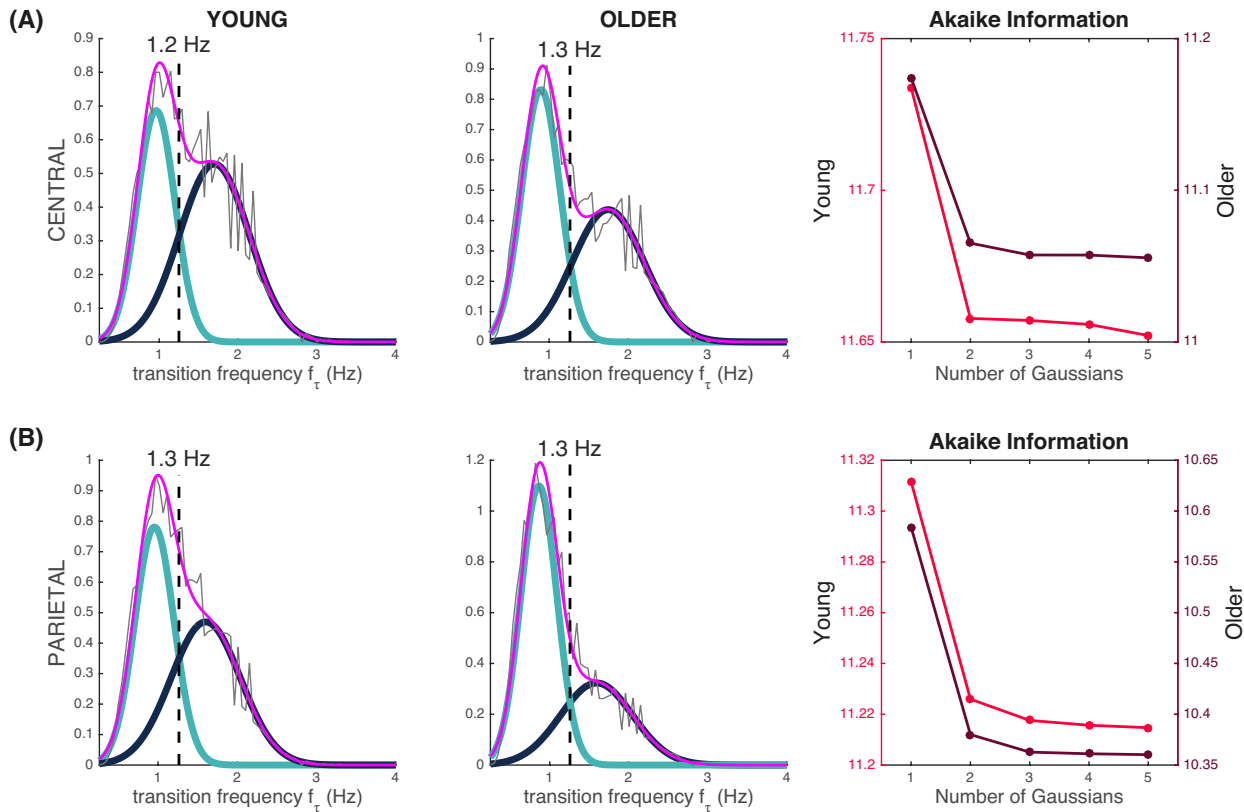 (A)
YOUNG
OLDER
Akaike Information
1.2 Hz
1.3 Hz
CENTRAL
0.9
0.8
0.7
0.6
0.5
0.4
0.3
0.2
0.1
0
1 2 3 4
transition frequency f_τ (Hz)
1
0.9
0.8
0.7
0.6
0.5
0.4
0.3
0.2
0.1
0
1 2 3 4
transition frequency f_τ (Hz)
Young
11.75
11.7
11.65
Older
11.2
11.1
11
1 2 3 4 5
Number of Gaussians
(B)
Akaike Information
1.3 Hz
1.3 Hz
PARIETAL
1
0.9
0.8
0.7
0.6
0.5
0.4
0.3
0.2
0.1
0
1 2 3 4
transition frequency f_τ (Hz)
1.2
1
0.8
0.6
0.4
0.2
0
1 2 3 4
transition frequency f_τ (Hz)
Young
11.32
11.3
11.28
11.26
11.24
11.22
11.2
Older
10.65
10.6
10.55
10.5
10.45
10.4
10.35
1 2 3 4 5
Number of Gaussians